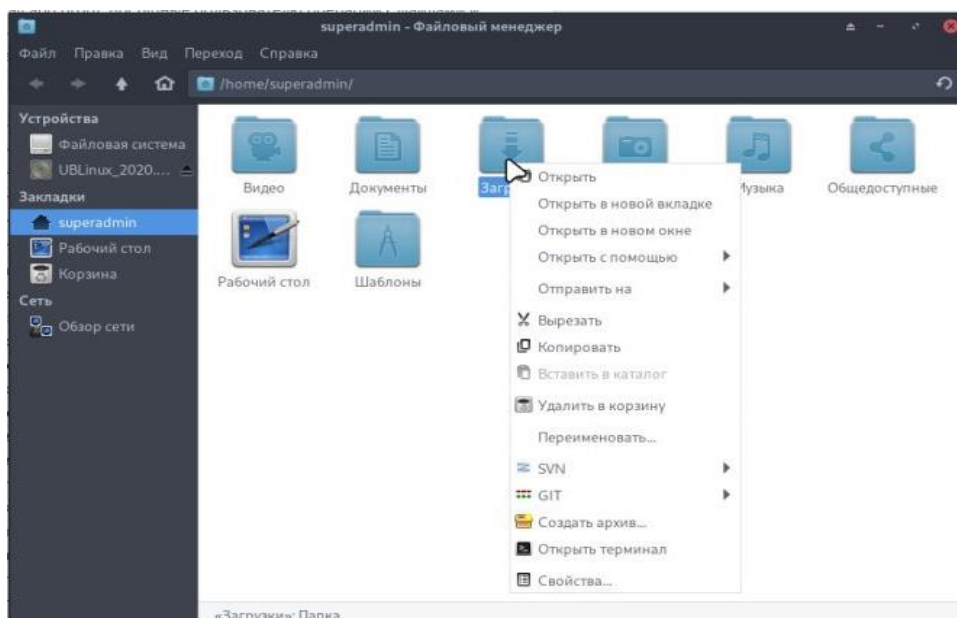 superadmin - Файловый менеджер
Файл Правка Вид Переход Справка
/home/superadmin/
Устройства
Файловая система
UBLinux_2020....
Закладки
superadmin
Рабочий стол
Корзина
Сеть
Обзор сети
Видео
Документы
Общедоступные
Рабочий стол
Шаблоны
Открыть
Открыть в новой вкладке
Открыть в новом окне
Открыть с помощью
Отправить на
Вырезать
Копировать
Вставить в каталог
Удалить в корзину
Переименовать...
SVN
GIT
Создать архив...
Открыть терминал
Свойства...
«Загрузки»: Папка